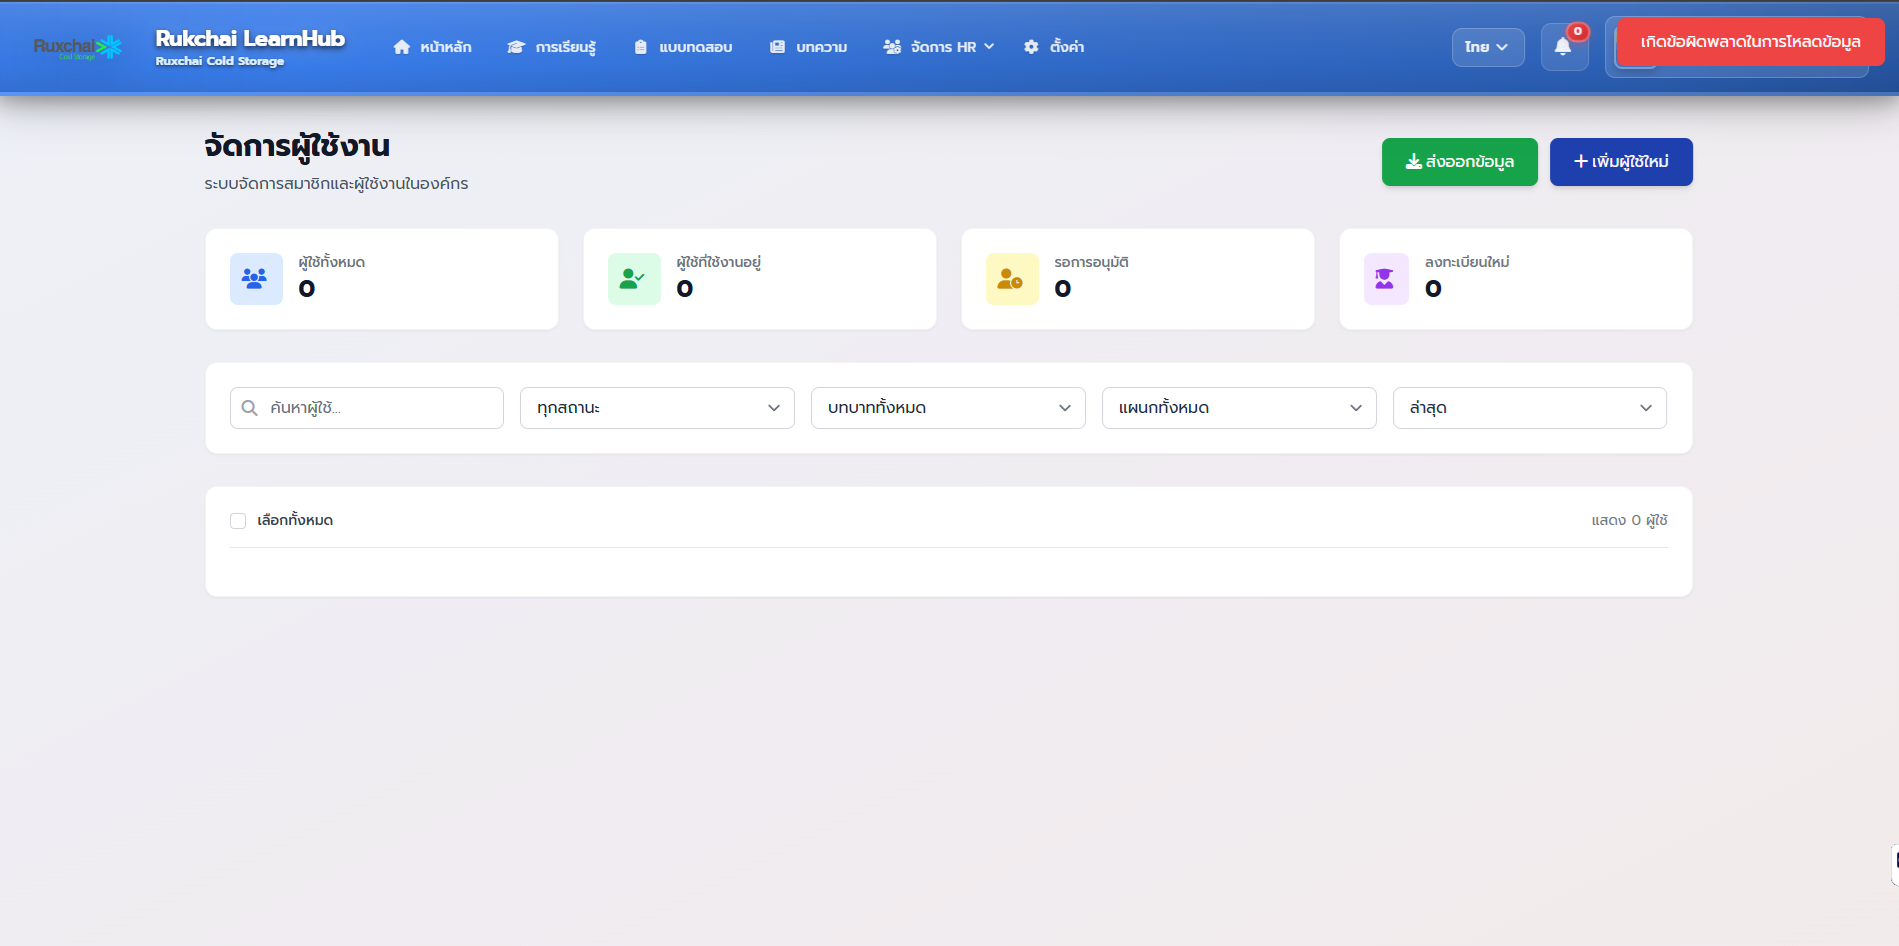 Ruxchai
Cold Storage
Rukchai LearnHub
Ruxchai Cold Storage
หน้าหลัก
การเรียนรู้
แบบทดสอบ
บทความ
จัดการ HR
ตั้งค่า
ไทย
0
เกิดข้อผิดพลาดในการโหลดข้อมูล
จัดการผู้ใช้งาน
ระบบจัดการสมาชิกและผู้ใช้งานในองค์กร
ส่งออกข้อมูล
เพิ่มผู้ใช้ใหม่
ผู้ใช้ทั้งหมด
0
ผู้ใช้ที่ใช้งานอยู่
0
รอการอนุมัติ
0
ลงทะเบียนใหม่
0
ค้นหาผู้ใช้...
ทุกสถานะ
บทบาททั้งหมด
แผนกทั้งหมด
ล่าสุด
เลือกทั้งหมด
แสดง 0 ผู้ใช้